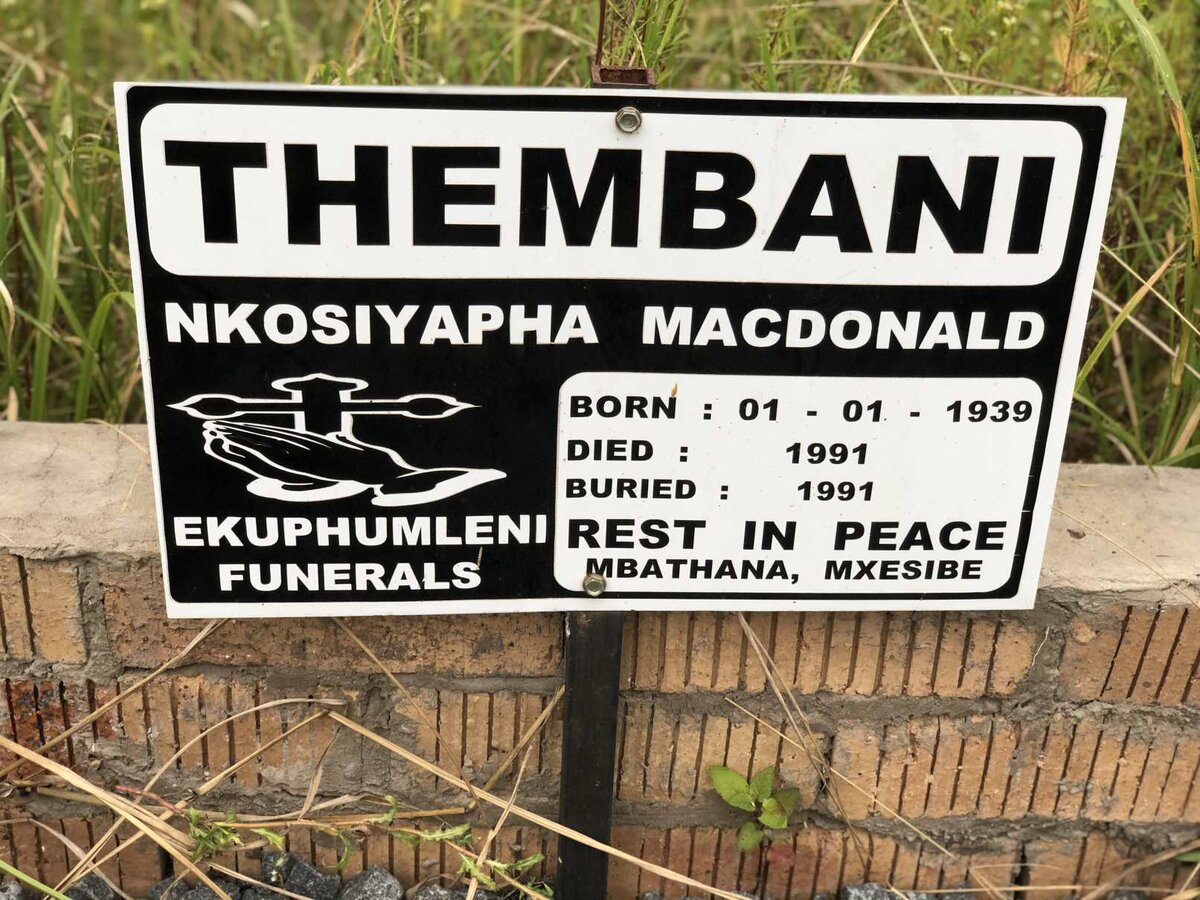 THEMBANI
NKOSIYAPHA MACDONALD
BORN : 01 - 01 - 1939
DIED : 1991
BURIED : 1991
REST IN PEACE
MBATHANA, MXESIBE
EKUPHUMLENI
FUNERALS